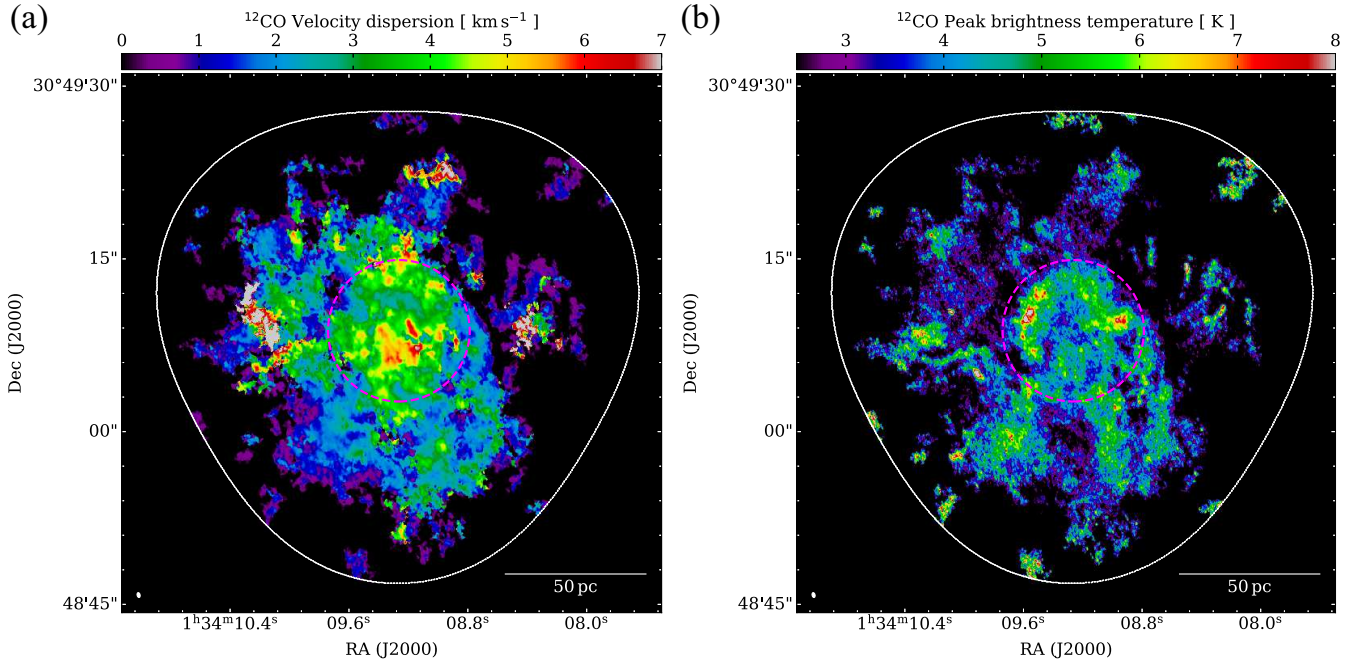 (a)
¹²CO Velocity dispersion [ km s⁻¹ ]
0 1 2 3 4 5 6 7
30°49'30"
15"
00"
48'45"
Dec (J2000)
50 pc
1ʰ34ᵐ10.4ˢ 09.6ˢ 08.8ˢ 08.0ˢ
RA (J2000)
(b)
¹²CO Peak brightness temperature [ K ]
3 4 5 6 7 8
30°49'30"
15"
00"
48'45"
Dec (J2000)
50 pc
1ʰ34ᵐ10.4ˢ 09.6ˢ 08.8ˢ 08.0ˢ
RA (J2000)